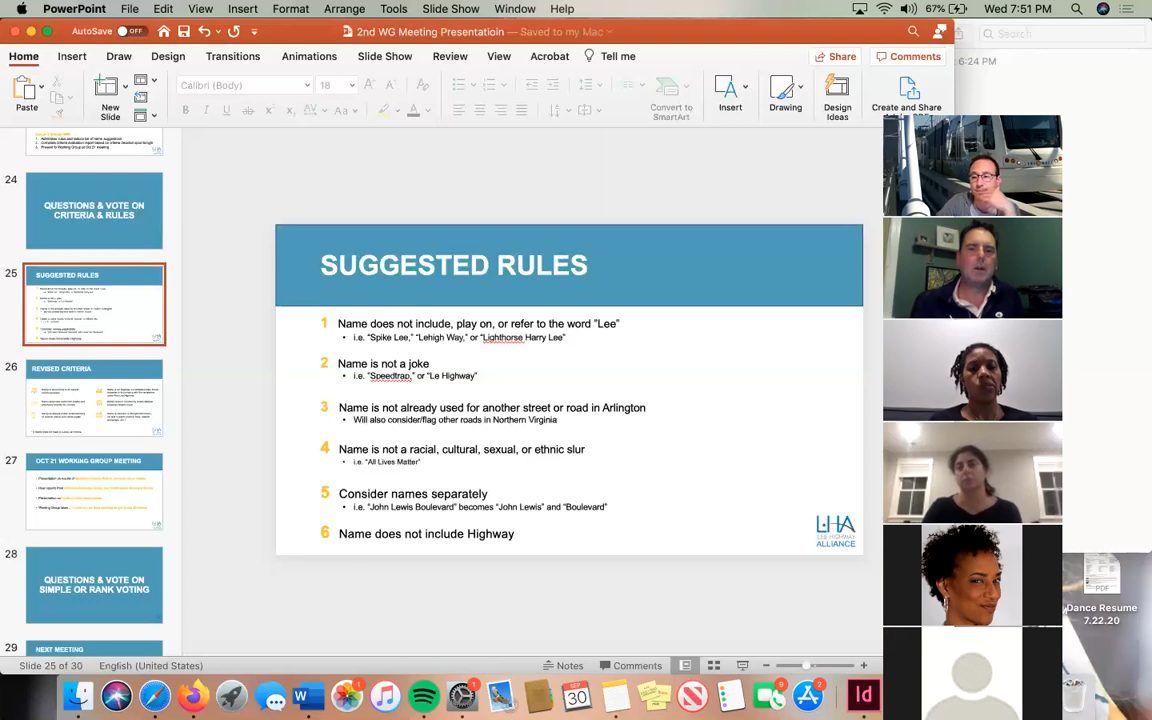 PowerPoint File Edit View Insert Format Arrange Tools Slide Show Window Help 67% Wed 7:51 PM
AutoSave OFF 2nd WG Meeting Presentatioin — Saved to my Mac
Search
Home Insert Draw Design Transitions Animations Slide Show Review View Acrobat Tell me Share Comments
6:24 PM
Calibri (Body) 18
Paste New Slide Convert to SmartArt Insert Drawing Design Ideas Create and Share
24
QUESTIONS & VOTE ON
CRITERIA & RULES
25
SUGGESTED RULES
26
REVISED CRITERIA
27
OCT 21 WORKING GROUP MEETING
28
QUESTIONS & VOTE ON
SIMPLE OR RANK VOTING
29
NEXT MEETING
SUGGESTED RULES
1 Name does not include, play on, or refer to the word "Lee"
• i.e. "Spike Lee," "Lehigh Way," or "Lighthorse Harry Lee"
2 Name is not a joke
• i.e. "Speedtrap," or "Le Highway"
3 Name is not already used for another street or road in Arlington
• Will also consider/flag other roads in Northern Virginia
4 Name is not a racial, cultural, sexual, or ethnic slur
• i.e. "All Lives Matter"
5 Consider names separately
• i.e. "John Lewis Boulevard" becomes "John Lewis" and "Boulevard"
6 Name does not include Highway
LHA
LEE HIGHWAY
ALLIANCE
PDF
Dance Resume
7.22.20
Slide 25 of 30 English (United States) Notes Comments
SEP
30
Id